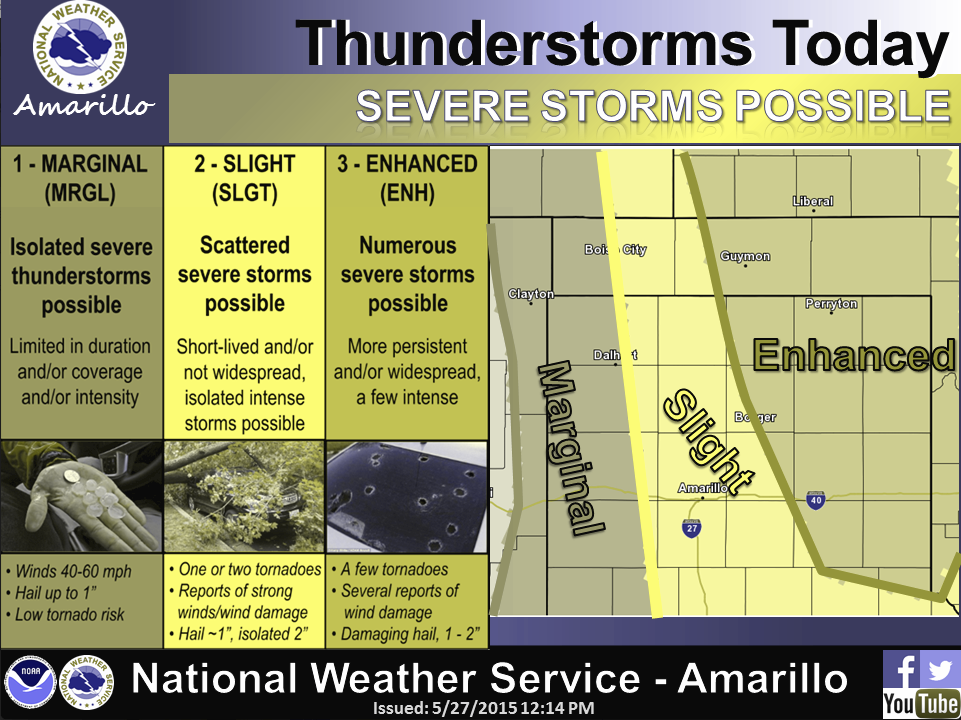 NATIONAL WEATHER SERVICE
Amarillo
Thunderstorms Today
SEVERE STORMS POSSIBLE
1 - MARGINAL
(MRGL)
Isolated severe
thunderstorms
possible
Limited in duration
and/or coverage
and/or intensity
• Winds 40-60 mph
• Hail up to 1”
• Low tornado risk
2 - SLIGHT
(SLGT)
Scattered
severe storms
possible
Short-lived and/or
not widespread,
isolated intense
storms possible
• One or two tornadoes
• Reports of strong
winds/wind damage
• Hail ~1”, isolated 2”
3 - ENHANCED
(ENH)
Numerous
severe storms
possible
More persistent
and/or widespread,
a few intense
• A few tornadoes
• Several reports of
wind damage
• Damaging hail, 1 - 2”
Liberal
Boise City
Guymon
Clayton
Perryton
Dalhart
Enhanced
Marginal
Slight
Borger
Amarillo
40
27
NOAA
NATIONAL WEATHER SERVICE
National Weather Service - Amarillo
Issued: 5/27/2015 12:14 PM
f
You Tube